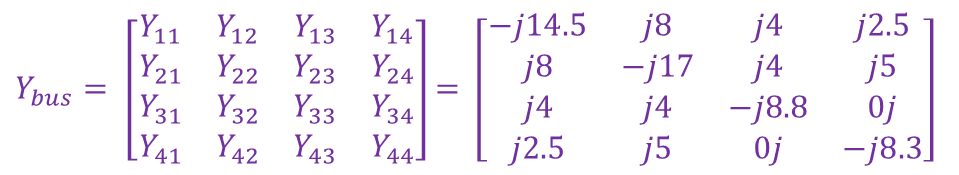 Y₁₁ Y₁₂ Y₁₃ Y₁₄ −j14.5 j8 j4 j2.5
Y₂₁ Y₂₂ Y₂₃ Y₂₄ j8 −j17 j4 j5
Y_bus = =
Y₃₁ Y₃₂ Y₃₃ Y₃₄ j4 j4 −j8.8 0j
Y₄₁ Y₄₂ Y₄₃ Y₄₄ j2.5 j5 0j −j8.3